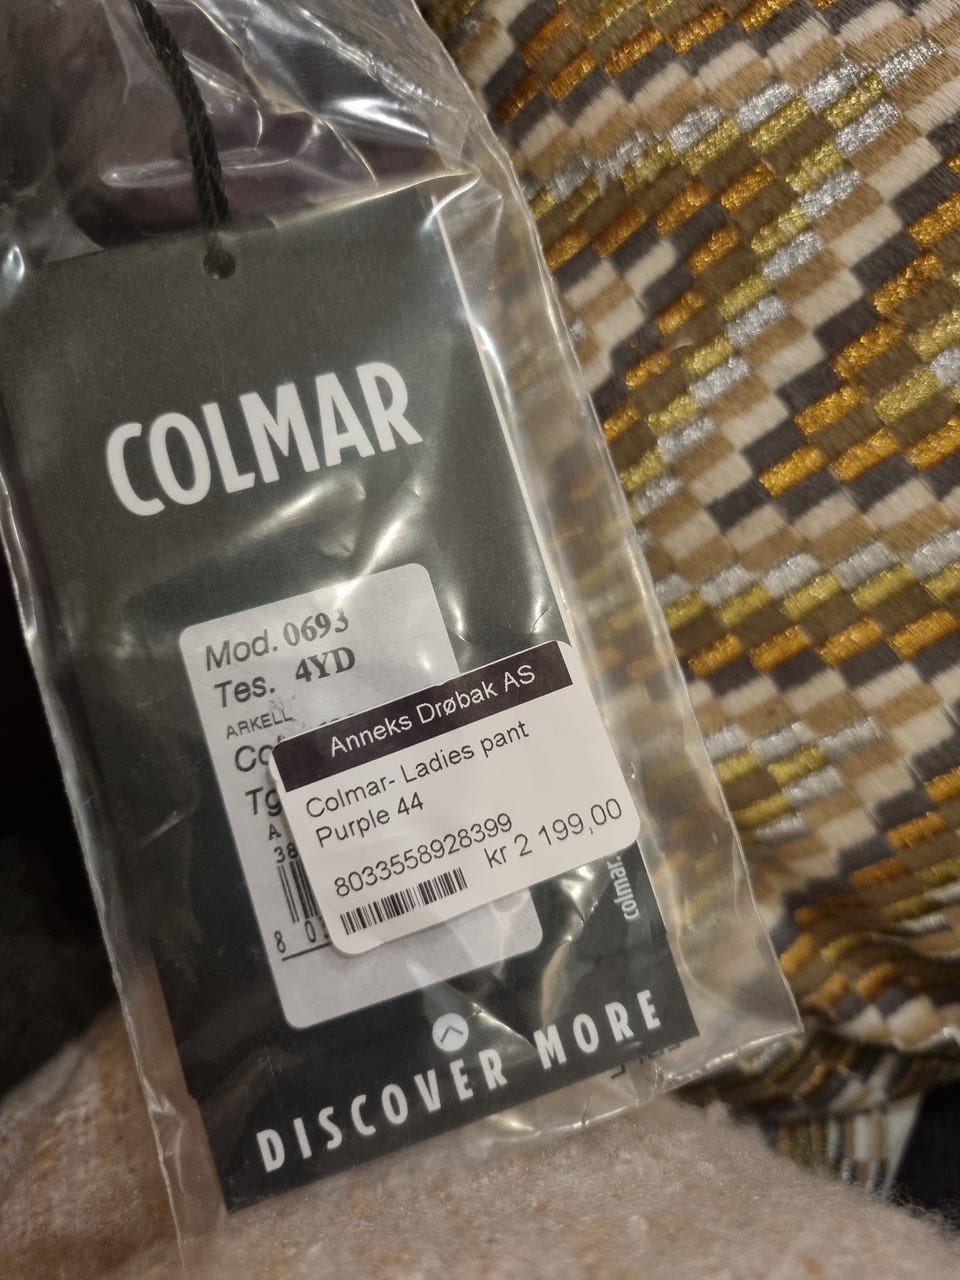 COLMAR
Mod. 0693
Tes. 4YD
ARKELL
Anneks Drøbak AS
Colmar- Ladies pant
Purple 44
8033558928399
kr 2 199,00
colmar.
DISCOVER MORE